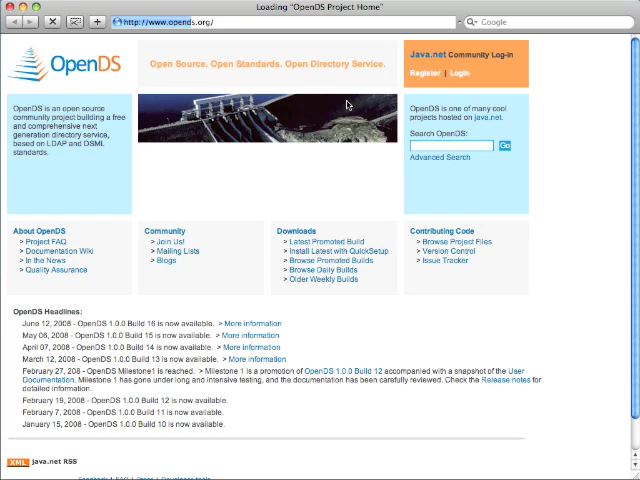 Loading "OpenDS Project Home"
http://www.opends.org/
Google
OpenDS
Open Source. Open Standards. Open Directory Service.
Java.net Community Log-in
Register | Login
OpenDS is an open source
community project building a free
and comprehensive next
generation directory service,
based on LDAP and DSML
standards.
OpenDS is one of many cool
projects hosted on java.net.
Search OpenDS:
Go
Advanced Search
About OpenDS
> Project FAQ
> Documentation Wiki
> In the News
> Quality Assurance
Community
> Join Us!
> Mailing Lists
> Blogs
Downloads
> Latest Promoted Build
> Install Latest with QuickSetup
> Browse Promoted Builds
> Browse Daily Builds
> Older Weekly Builds
Contributing Code
> Browse Project Files
> Version Control
> Issue Tracker
OpenDS Headlines:
June 12, 2008 - OpenDS 1.0.0 Build 16 is now available. > More information
May 06, 2008 - OpenDS 1.0.0 Build 15 is now available. > More information
April 07, 2008 - OpenDS 1.0.0 Build 14 is now available. > More information
March 12, 2008 - OpenDS 1.0.0 Build 13 is now available. > More information
February 27, 208 - OpenDS Milestone1 is reached. > Milestone 1 is a promotion of OpenDS 1.0.0 Build 12 accompanied with a snapshot of the User
Documentation. Milestone 1 has gone under long and intensive testing, and the documentation has been carefully reviewed. Check the Release notes for
detailed information.
February 19, 2008 - OpenDS Build 12 is now available.
February 7, 2008 - OpenDS Build 11 is now available.
January 15, 2008 - OpenDS Build 10 is now available.
XML java.net RSS
Feedback | FAQ | Press | Developer tools